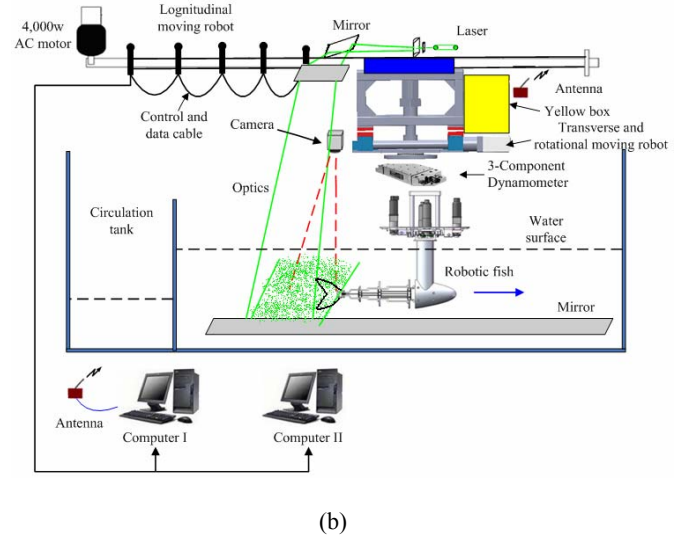 4,000w
AC motor
Lognitudinal
moving robot
Mirror
Laser
Control and
data cable
Antenna
Yellow box
Transverse and
rotational moving robot
Camera
3-Component
Dynamometer
Optics
Circulation
tank
Water
surface
Robotic fish
Mirror
Antenna
Computer I
Computer II
(b)